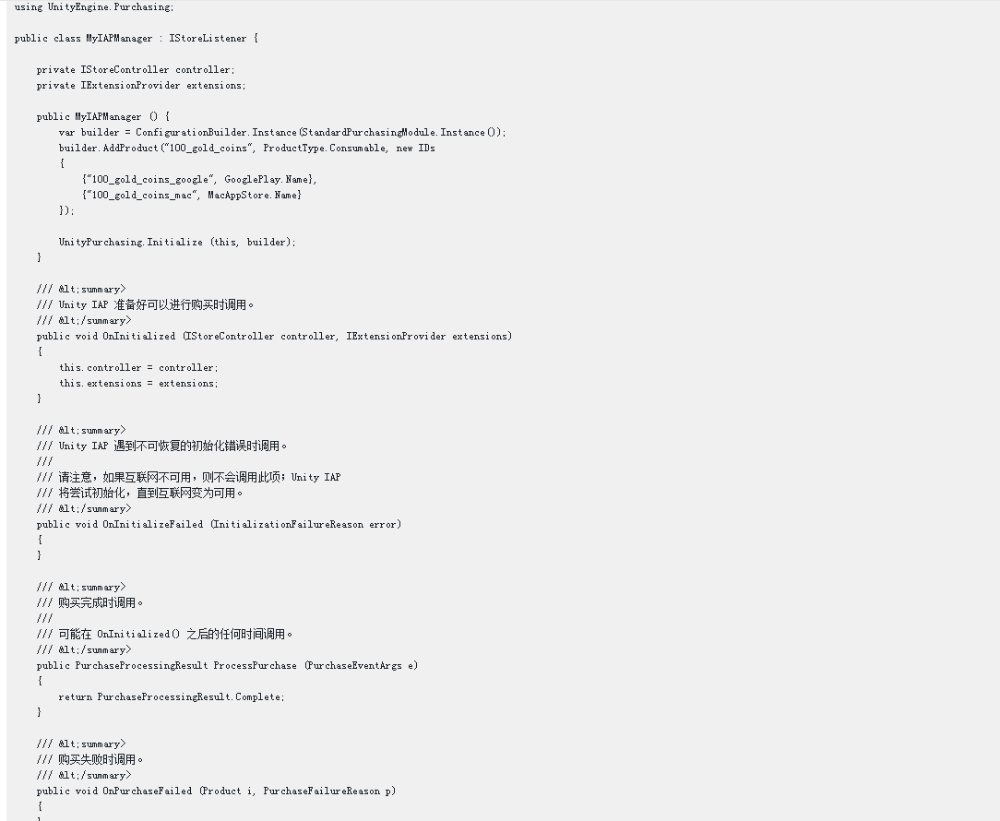 using UnityEngine.Purchasing;
public class MyIAPManager : IStoreListener {
private IStoreController controller;
private IExtensionProvider extensions;
public MyIAPManager () {
var builder = ConfigurationBuilder.Instance(StandardPurchasingModule.Instance());
builder.AddProduct("100_gold_coins", ProductType.Consumable, new IDs
{
{"100_gold_coins_google", GooglePlay.Name},
{"100_gold_coins_mac", MacAppStore.Name}
});
UnityPurchasing.Initialize (this, builder);
}
/// &lt;summary>
/// Unity IAP 准备好可以进行购买时调用。
/// &lt;/summary>
public void OnInitialized (IStoreController controller, IExtensionProvider extensions)
{
this.controller = controller;
this.extensions = extensions;
}
/// &lt;summary>
/// Unity IAP 遇到不可恢复的初始化错误时调用。
///
/// 请注意，如果互联网不可用，则不会调用此项；Unity IAP
/// 将尝试初始化，直到互联网变为可用。
/// &lt;/summary>
public void OnInitializeFailed (InitializationFailureReason error)
{
}
/// &lt;summary>
/// 购买完成时调用。
///
/// 可能在 OnInitialized() 之后的任何时间调用。
/// &lt;/summary>
public PurchaseProcessingResult ProcessPurchase (PurchaseEventArgs e)
{
return PurchaseProcessingResult.Complete;
}
/// &lt;summary>
/// 购买失败时调用。
/// &lt;/summary>
public void OnPurchaseFailed (Product i, PurchaseFailureReason p)
{
}